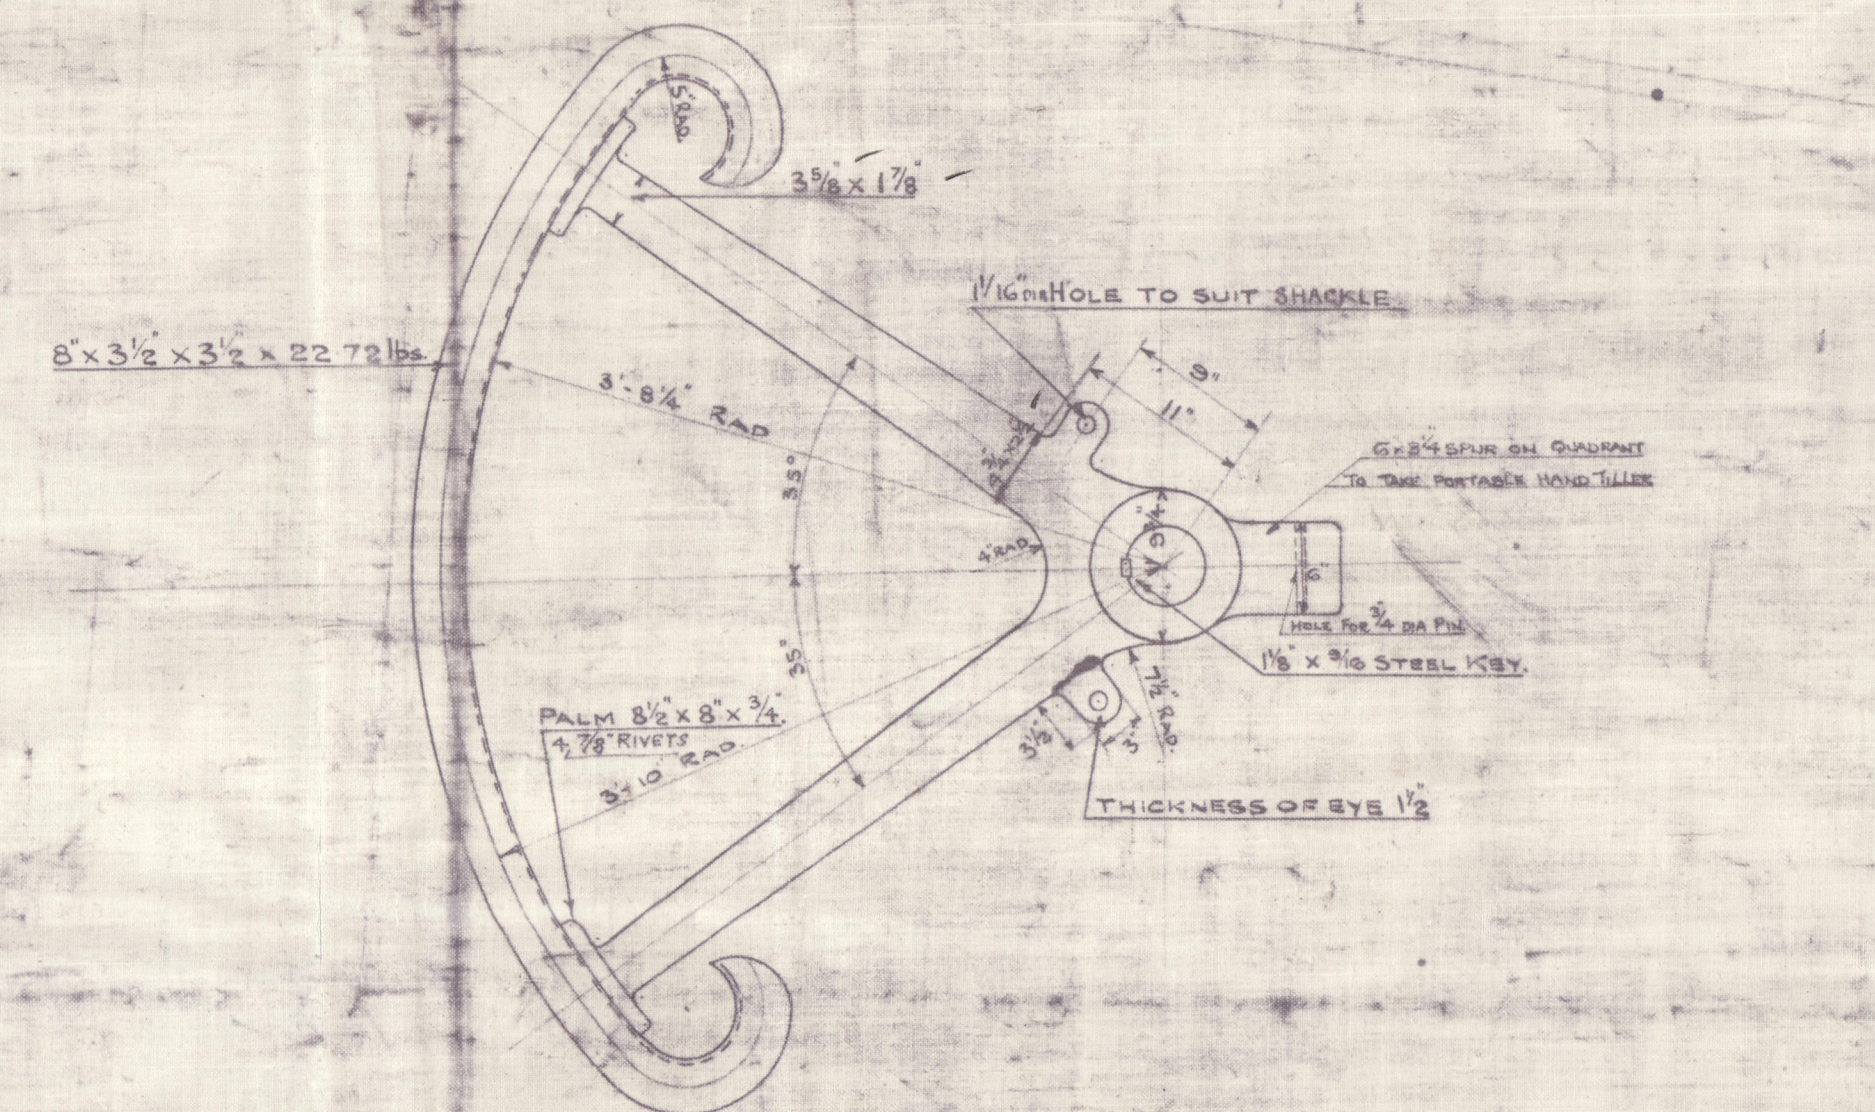 5" RAD
3 5/8" x 1 7/8"
1 1/16" DIA HOLE TO SUIT SHACKLE
8" x 3 1/2" x 3 1/2" x 22 72 lbs.
3'-8 1/4" RAD
9"
11"
6 x 3 1/4 SPUR ON QUADRANT
TO TAKE PORTABLE HAND TILLER
35°
4" RAD
6"
HOLE FOR 3/4 DIA PIN
1 1/8" x 9/16 STEEL KEY.
35°
7 1/2" RAD.
PALM 8 1/2" x 8" x 3/4".
4, 7/8" RIVETS
3'-10" RAD.
3 1/2"
3"
THICKNESS OF EYE 1 1/2"